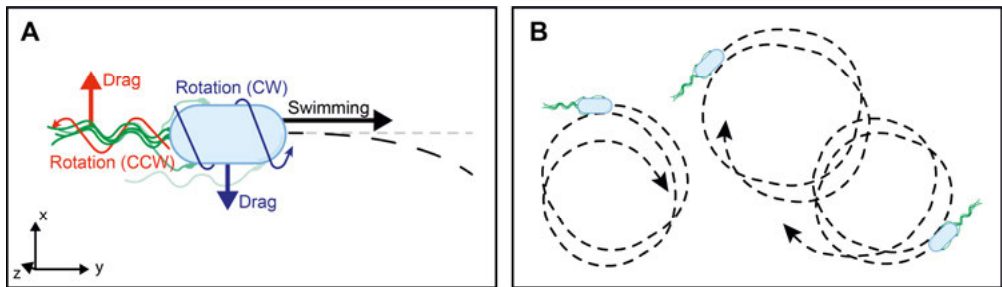 A
Drag
Rotation (CW)
Swimming
Rotation (CCW)
Drag
x
z
y
B